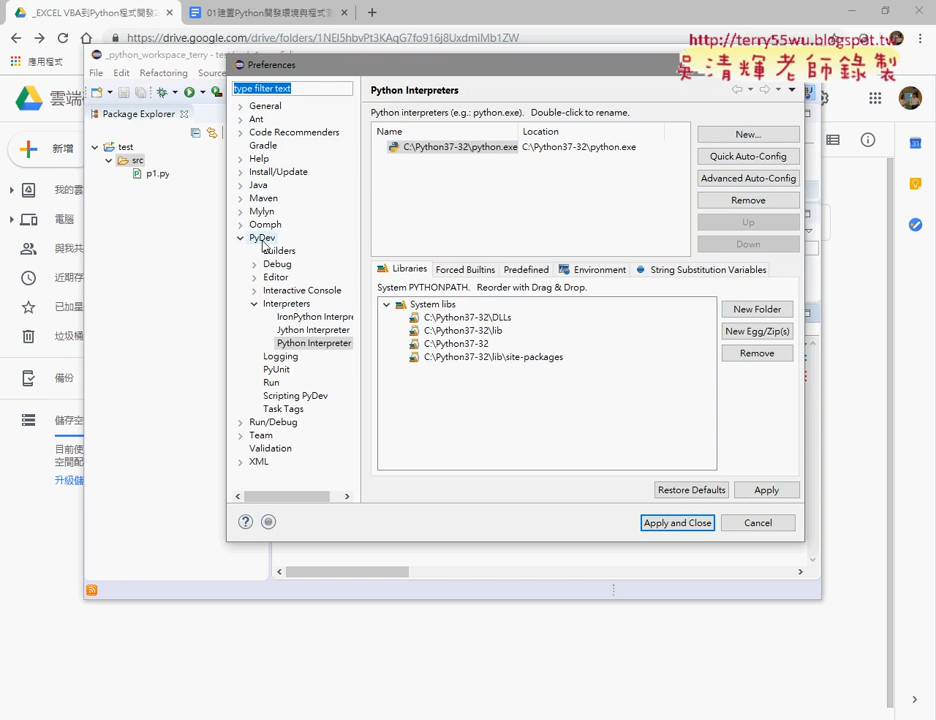 _EXCEL VBA到Python程式開發
01建置Python開發環境與程式
https://drive.google.com/drive/folders/1NEI5hbvPt3KAqG7fo916j8UxdmiMb1ZW
http://terry55wu.blogspot.tw
吳清輝老師錄製
應用程式
雲端
新增
我的雲
電腦
與我共
近期存
已加星
垃圾桶
備份
儲存空
目前使
空間配
升級儲
_python_workspace_terry - te
File
Edit
Refactoring
Source
Package Explorer
test
src
p1.py
Preferences
type filter text
General
Ant
Code Recommenders
Gradle
Help
Install/Update
Java
Maven
Mylyn
Oomph
PyDev
Builders
Debug
Editor
Interactive Console
Interpreters
IronPython Interpre
Jython Interpreter
Python Interpreter
Logging
PyUnit
Run
Scripting PyDev
Task Tags
Run/Debug
Team
Validation
XML
Python Interpreters
Python interpreters (e.g.: python.exe). Double-click to rename.
Name
Location
C:\Python37-32\python.exe
C:\Python37-32\python.exe
New...
Quick Auto-Config
Advanced Auto-Config
Remove
Up
Down
Libraries
Forced Builtins
Predefined
Environment
String Substitution Variables
System PYTHONPATH. Reorder with Drag & Drop.
System libs
C:\Python37-32\DLLs
C:\Python37-32\lib
C:\Python37-32
C:\Python37-32\lib\site-packages
New Folder
New Egg/Zip(s)
Remove
Restore Defaults
Apply
Apply and Close
Cancel